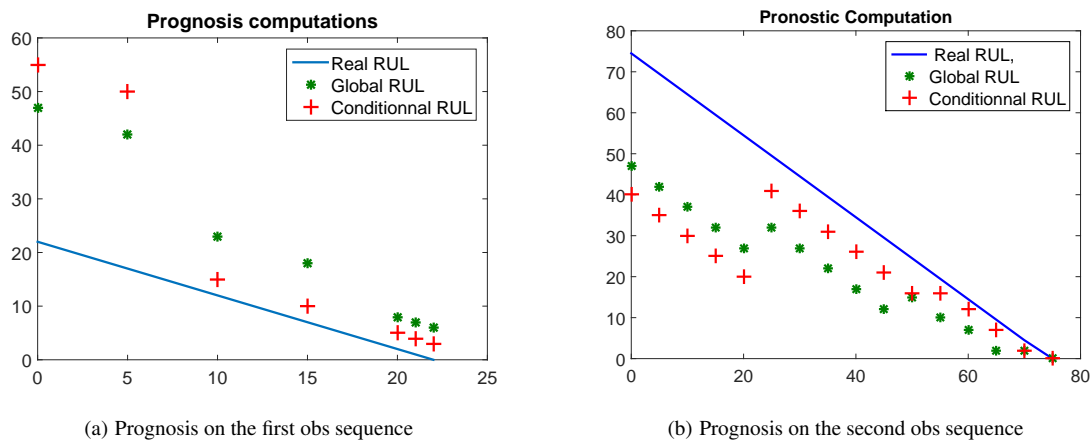 Prognosis computations
60
50
40
30
20
10
0
0 5 10 15 20 25
Real RUL
Global RUL
Conditionnal RUL
(a) Prognosis on the first obs sequence
Pronostic Computation
80
70
60
50
40
30
20
10
0
0 20 40 60 80
Real RUL,
Global RUL
Conditionnal RUL
(b) Prognosis on the second obs sequence